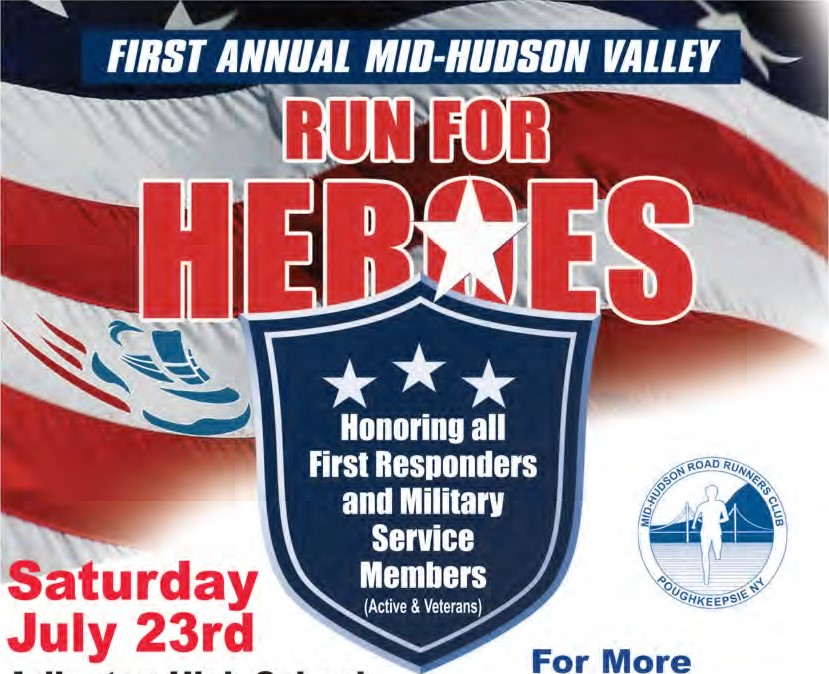 FIRST ANNUAL MID-HUDSON VALLEY
RUN FOR
HEROES
Honoring all
First Responders
and Military
Service
Members
(Active & Veterans)
MID-HUDSON ROAD RUNNERS CLUB
POUGHKEEPSIE NY
Saturday
July 23rd
For More